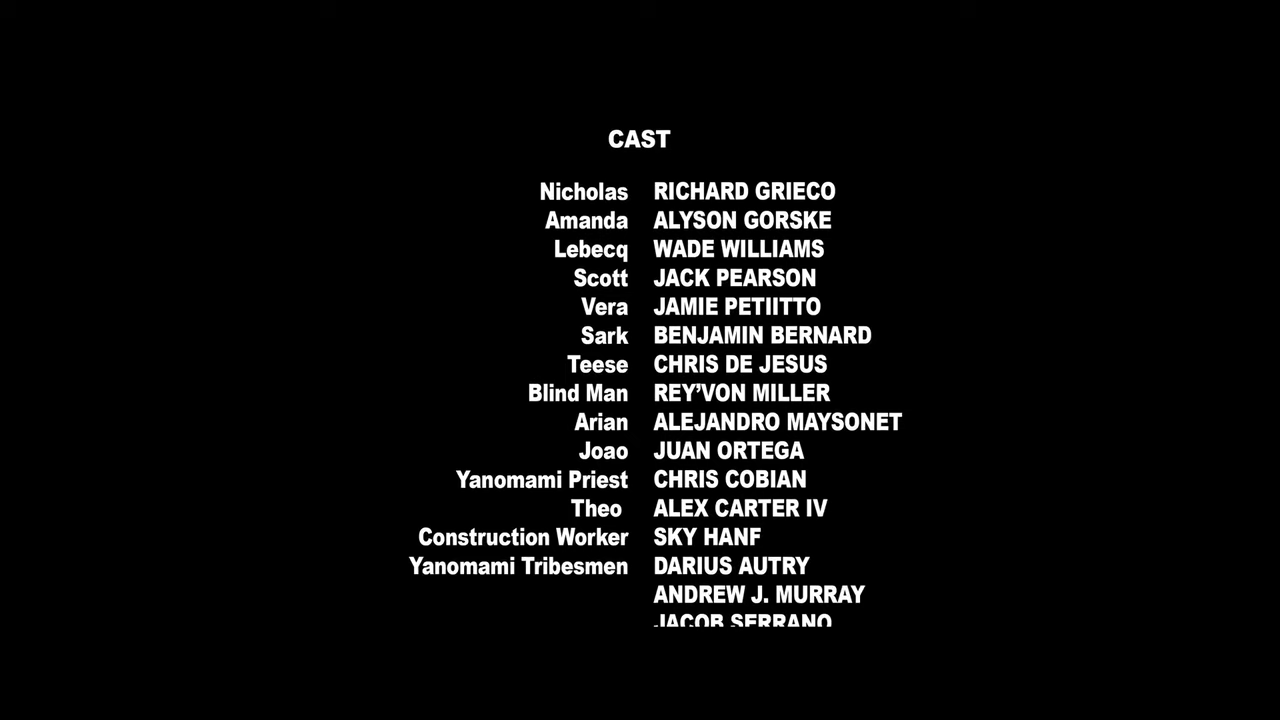 CAST
Nicholas RICHARD GRIECO
Amanda ALYSON GORSKE
Lebecq WADE WILLIAMS
Scott JACK PEARSON
Vera JAMIE PETIITTO
Sark BENJAMIN BERNARD
Teese CHRIS DE JESUS
Blind Man REY’VON MILLER
Arian ALEJANDRO MAYSONET
Joao JUAN ORTEGA
Yanomami Priest CHRIS COBIAN
Theo ALEX CARTER IV
Construction Worker SKY HANF
Yanomami Tribesmen DARIUS AUTRY
ANDREW J. MURRAY
JACOB SERRANO